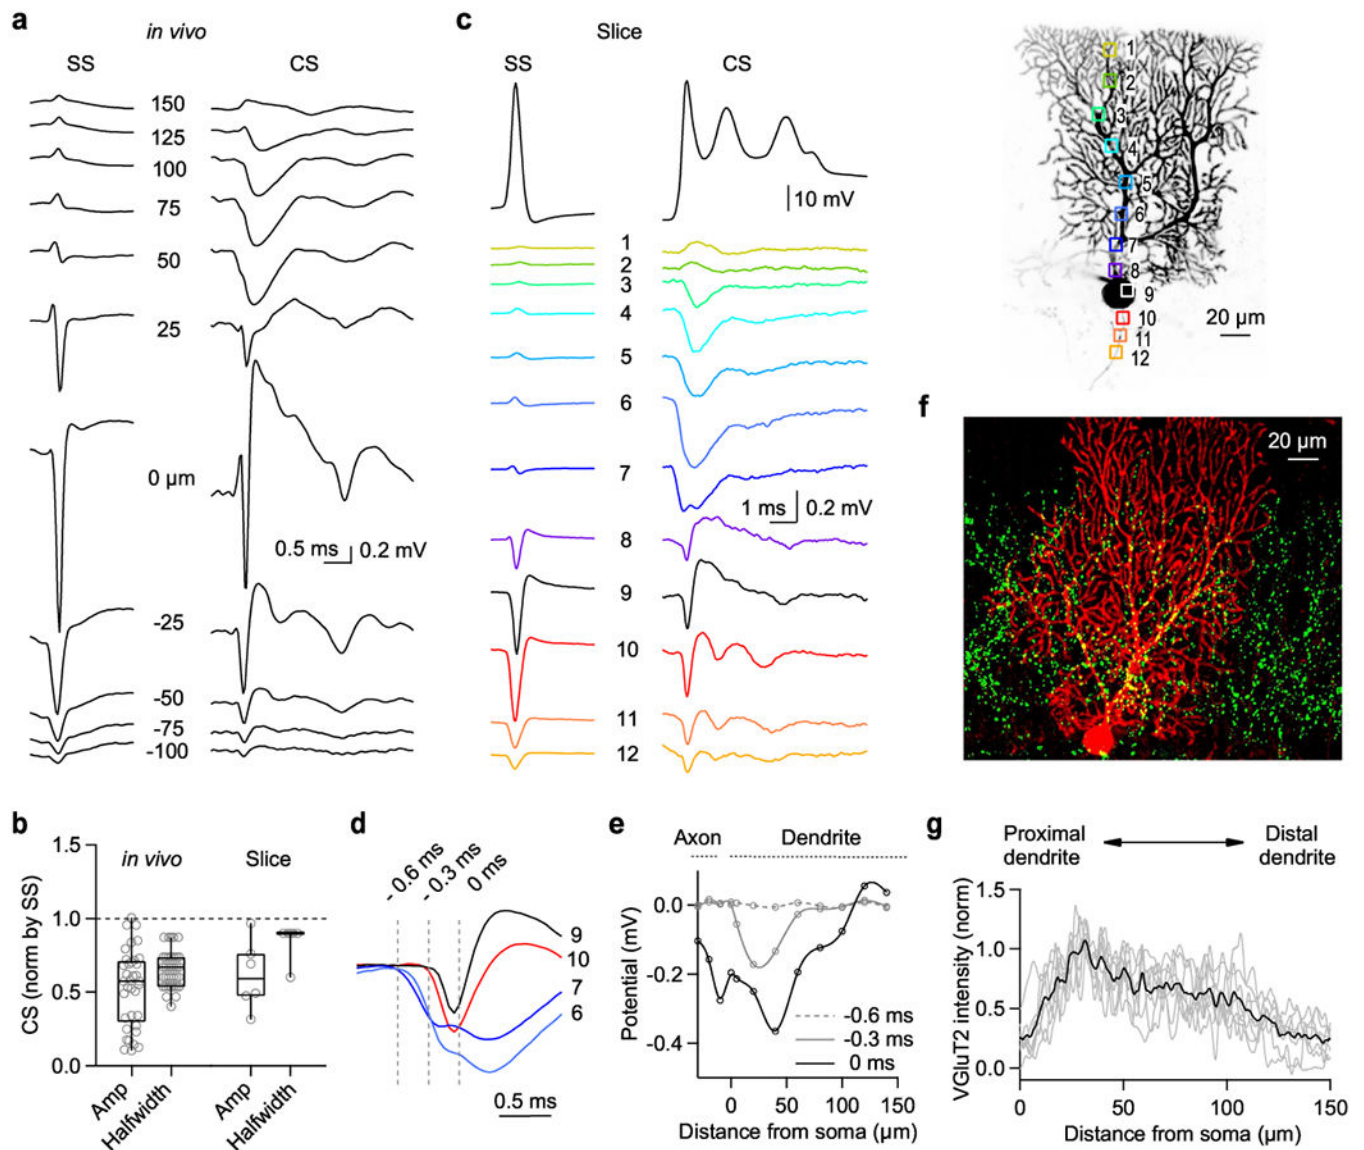 a
in vivo
SS
CS
150
125
100
75
50
25
0 µm
-25
-50
-75
-100
0.5 ms
0.2 mV
c
Slice
SS
CS
10 mV
1
2
3
4
5
6
7
8
9
10
11
12
1 ms
0.2 mV
1
2
3
4
5
6
7
8
9
10
11
12
20 µm
f
20 µm
b
CS (norm by SS)
1.5
1.0
0.5
0.0
in vivo
Slice
Amp
Halfwidth
Amp
Halfwidth
d
- 0.6 ms
- 0.3 ms
0 ms
9
10
7
6
0.5 ms
e
Axon
Dendrite
Potential (mV)
0.0
-0.2
-0.4
-0.6 ms
-0.3 ms
0 ms
0
50
100
150
Distance from soma (µm)
g
Proximal
dendrite
Distal
dendrite
VGluT2 intensity (norm)
1.5
1.0
0.5
0.0
0
50
100
150
Distance from soma (µm)